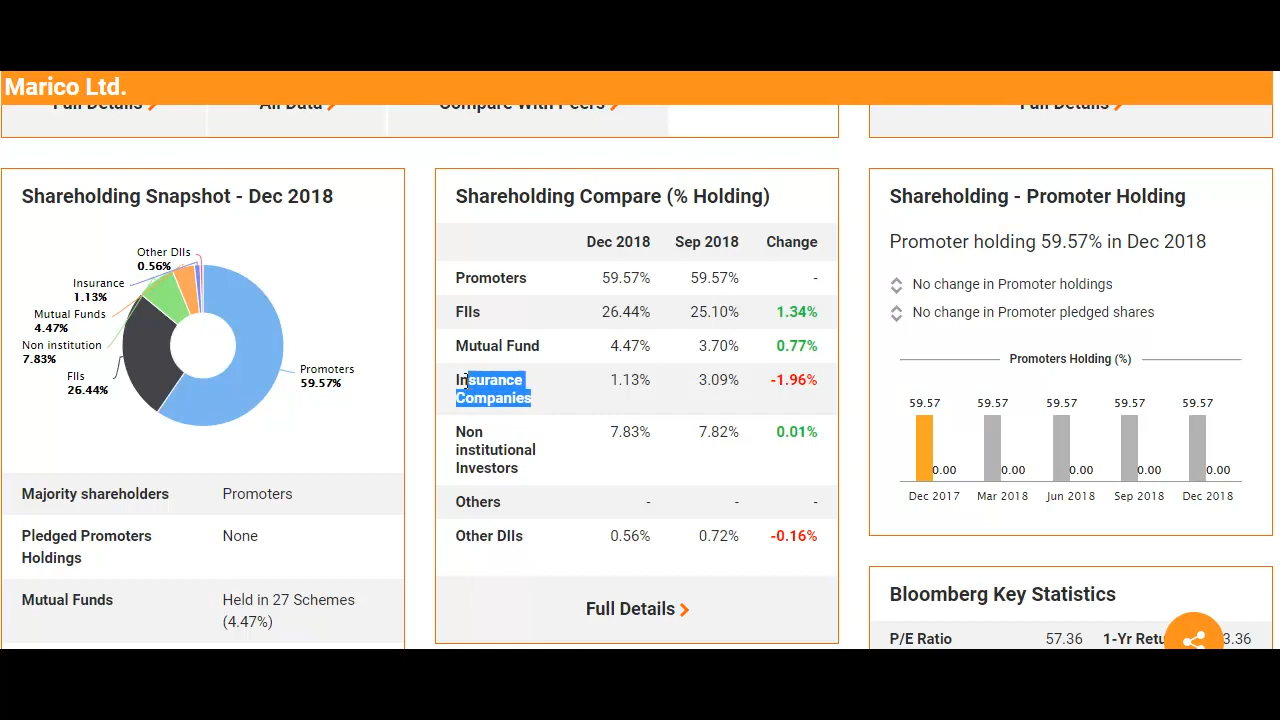 Marico Ltd.
Full Details
All Data
Compare With Peers
Full Details
Shareholding Snapshot - Dec 2018
Other DIIs
0.56%
Insurance
1.13%
Mutual Funds
4.47%
Non institution
7.83%
FIIs
26.44%
Promoters
59.57%
Majority shareholders Promoters
Pledged Promoters None
Holdings
Mutual Funds Held in 27 Schemes
(4.47%)
Shareholding Compare (% Holding)
Dec 2018 Sep 2018 Change
Promoters 59.57% 59.57% -
FIIs 26.44% 25.10% 1.34%
Mutual Fund 4.47% 3.70% 0.77%
Insurance 1.13% 3.09% -1.96%
Companies
Non 7.83% 7.82% 0.01%
institutional
Investors
Others - - -
Other DIIs 0.56% 0.72% -0.16%
Full Details
Shareholding - Promoter Holding
Promoter holding 59.57% in Dec 2018
No change in Promoter holdings
No change in Promoter pledged shares
Promoters Holding (%)
59.57 59.57 59.57 59.57 59.57
0.00 0.00 0.00 0.00 0.00
Dec 2017 Mar 2018 Jun 2018 Sep 2018 Dec 2018
Bloomberg Key Statistics
P/E Ratio 57.36 1-Yr Retu 3.36